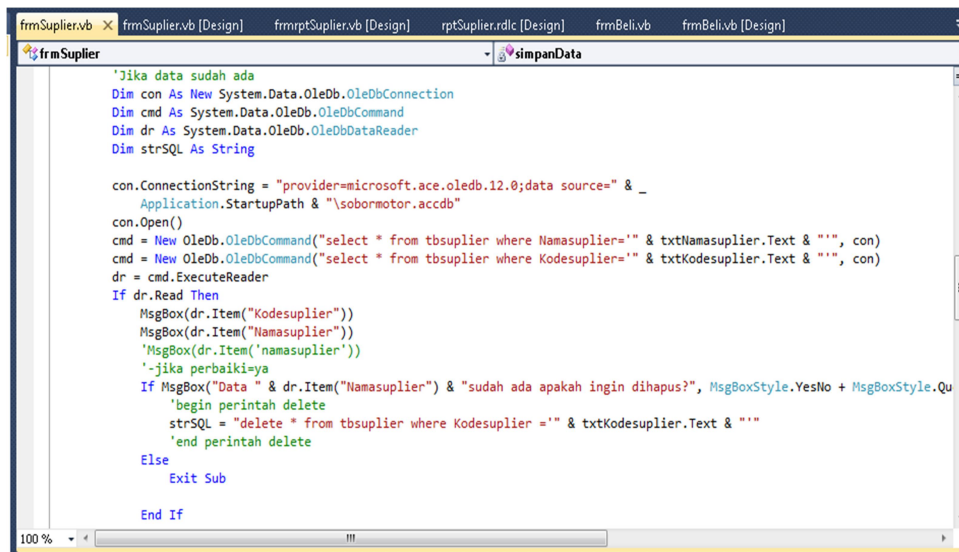 frmSuplier.vb × frmSuplier.vb [Design] frmrptSuplier.vb [Design] rptSuplier.rdlc [Design] frmBeli.vb frmBeli.vb [Design]
frmSuplier simpanData
'Jika data sudah ada
Dim con As New System.Data.OleDb.OleDbConnection
Dim cmd As System.Data.OleDb.OleDbCommand
Dim dr As System.Data.OleDb.OleDbDataReader
Dim strSQL As String
con.ConnectionString = "provider=microsoft.ace.oledb.12.0;data source=" & _
Application.StartupPath & "\sobormotor.accdb"
con.Open()
cmd = New OleDb.OleDbCommand("select * from tbsuplier where Namasuplier='" & txtNamasuplier.Text & "'", con)
cmd = New OleDb.OleDbCommand("select * from tbsuplier where Kodesuplier='" & txtKodesuplier.Text & "'", con)
dr = cmd.ExecuteReader
If dr.Read Then
MsgBox(dr.Item("Kodesuplier"))
MsgBox(dr.Item("Namasuplier"))
'MsgBox(dr.Item('namasuplier'))
'-jika perbaiki=ya
If MsgBox("Data " & dr.Item("Namasuplier") & "sudah ada apakah ingin dihapus?", MsgBoxStyle.YesNo + MsgBoxStyle.Qu
'begin perintah delete
strSQL = "delete * from tbsuplier where Kodesuplier ='" & txtKodesuplier.Text & "'"
'end perintah delete
Else
Exit Sub
End If
100 %